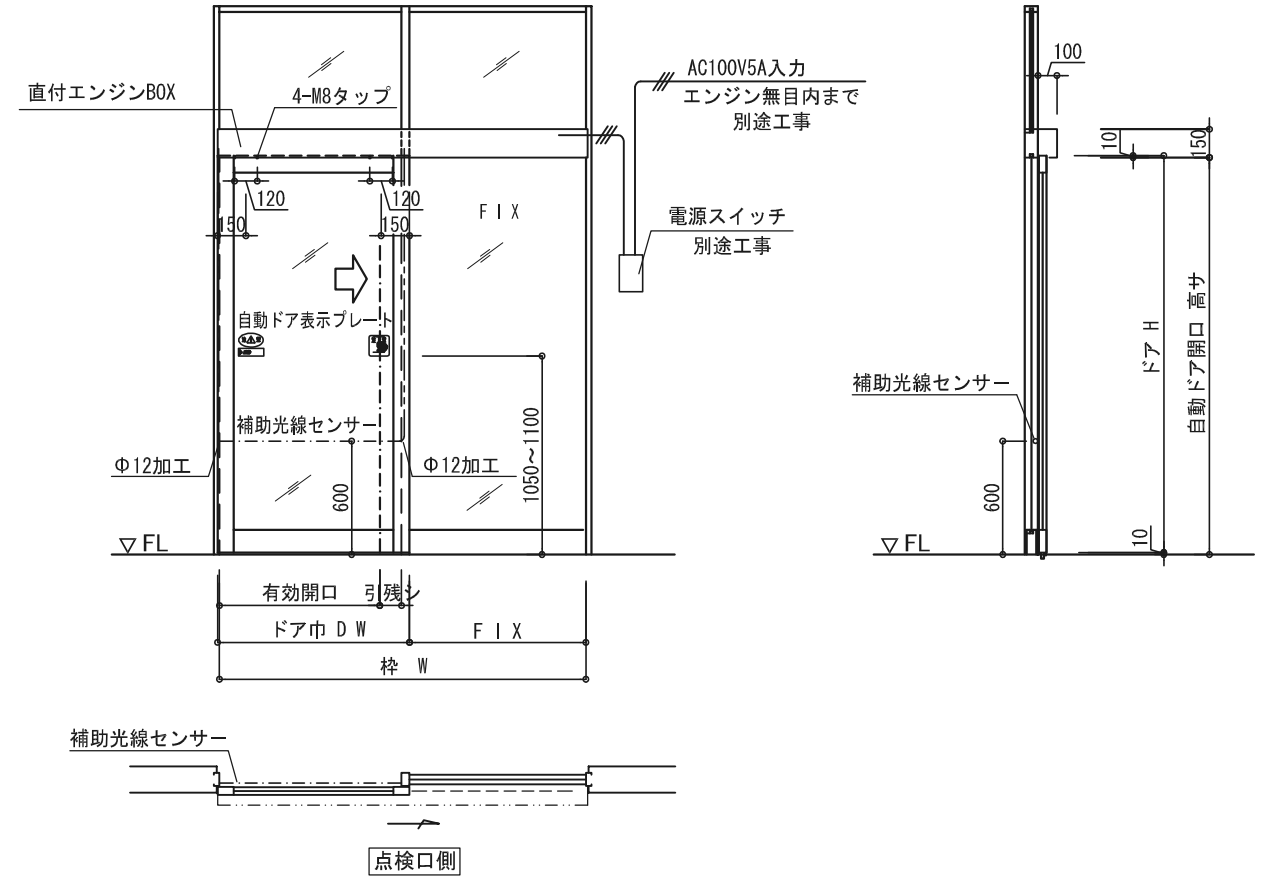 直付エンジンBOX
4-M8タップ
AC100V5A入力
エンジン無目内まで
別途工事
120
120
150
150
FIX
電源スイッチ
別途工事
自動ドア表示プレート
補助光線センサー
Φ12加工
Φ12加工
600
1050〜1100
▽FL
有効開口
引残シ
ドア巾 DW
FIX
枠 W
100
10
150
ドア H
自動ドア開口 高サ
補助光線センサー
600
10
▽FL
補助光線センサー
点検口側